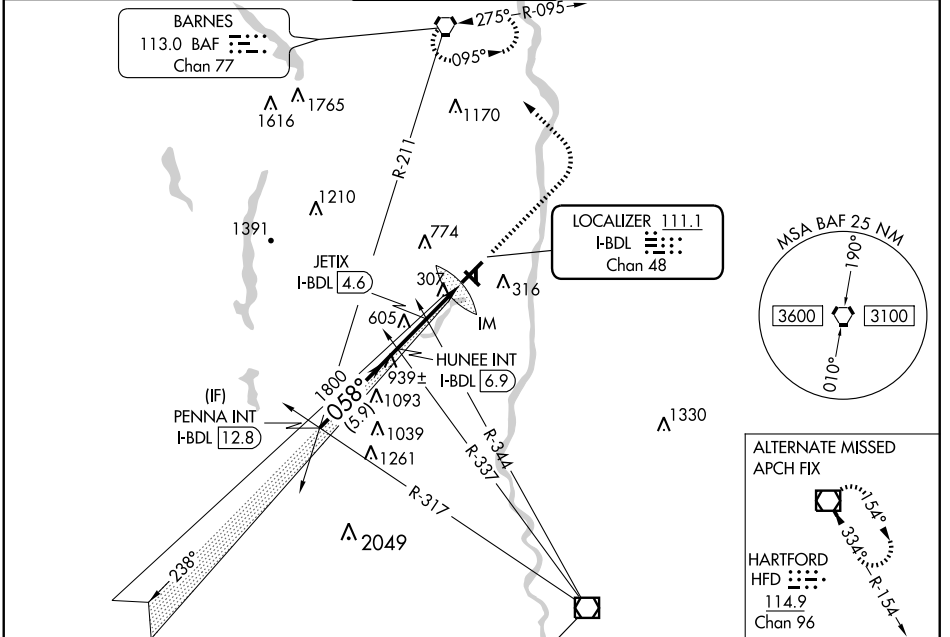 BARNES
113.0 BAF
Chan 77
275°
R-095
095°
1765
1616
1170
R-211
1210
1391
774
LOCALIZER 111.1
I-BDL
Chan 48
MSA BAF 25 NM
190°
3600
3100
010°
JETIX
I-BDL 4.6
307
316
605
IM
HUNEE INT
I-BDL 6.9
939±
1800
058°
(5.9)
1093
(IF)
PENNA INT
I-BDL 12.8
1039
1261
1330
R-344
R-337
R-317
2049
238°
ALTERNATE MISSED
APCH FIX
154°
334°
R-154
HARTFORD
HFD
114.9
Chan 96